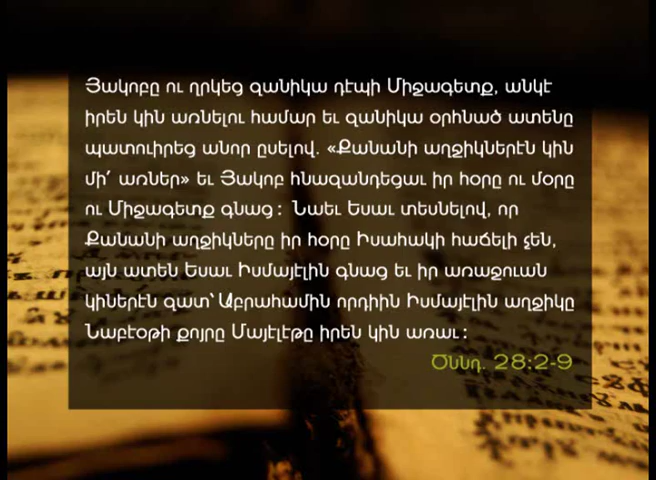 Յակոբը ու ղրկեց զանիկա դէպի Միջագետք, անկէ
իրեն կին առնելու համար եւ զանիկա օրհնած ատենը
պատուիրեց անոր ըսելով. «Քանանի աղջիկներէն կին
մի՛ առներ» եւ Յակոբ հնազանդեցաւ իր հօրը ու մօրը
ու Միջագետք գնաց։ Նաեւ Եսաւ տեսնելով, որ
Քանանի աղջիկները իր հօրը Իսահակի հաճելի չեն,
այն ատեն Եսաւ Իսմայէլին գնաց եւ իր առաջուան
կիներէն զատ՝ Աբրահամին որդիին Իսմայէլին աղջիկը
Նաբէօթի քոյրը Մայէլէթը իրեն կին առաւ։
Ծննդ. 28:2-9